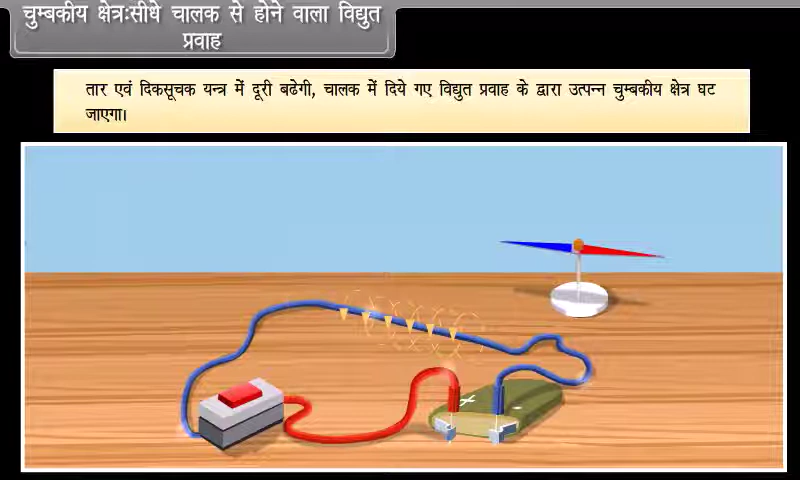 चुम्बकीय क्षेत्रःसीधे चालक से होने वाला विद्युत
प्रवाह
तार एवं दिकसूचक यन्त्र में दूरी बढेगी, चालक में दिये गए विद्युत प्रवाह के द्वारा उत्पन्न चुम्बकीय क्षेत्र घट
जाएगा।
+ -